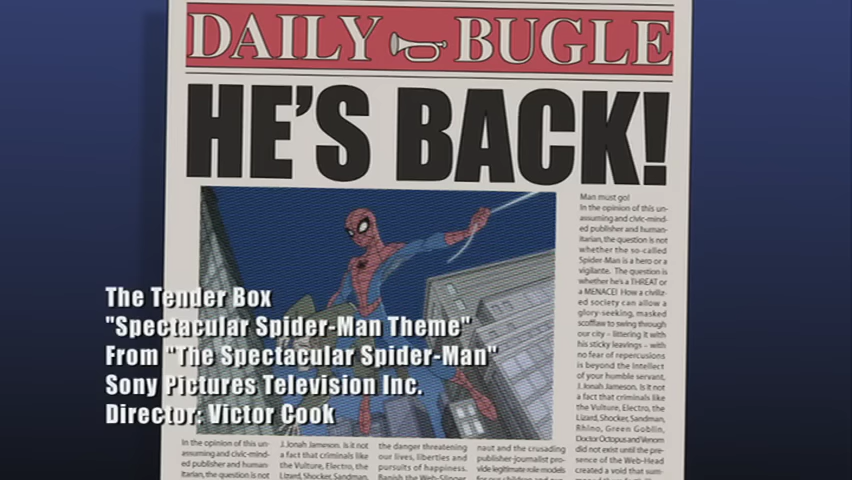 DAILY BUGLE
HE'S BACK!
Man must go!
In the opinion of this un-
assuming and civic-mind-
ed publisher and human-
itarian, the question is not
whether the so-called
Spider-Man is a hero or a
vigilante. The question is
whether he's a THREAT or
a MENACE! How a civiliz-
ed society can allow a
glory-seeking, masked
scofflaw to swing through
our city – littering it with
his sticky leavings – with
no fear of repercussions
is beyond the intellect
of your humble servant,
J. Jonah Jameson. Is it not
a fact that criminals like
the Vulture, Electro, the
Lizard, Shocker, Sandman,
Rhino, Green Goblin,
Doctor Octopus and Venom
did not exist until the pre-
sence of the Web-Head
created a void that sum-
The Tender Box
"Spectacular Spider-Man Theme"
From "The Spectacular Spider-Man"
Sony Pictures Television Inc.
Director: Victor Cook
In the opinion of this un-
assuming and civic-mind-
ed publisher and human-
itarian, the question is not
J. Jonah Jameson. Is it not
a fact that criminals like
the Vulture, Electro, the
Lizard, Shocker, Sandman,
the danger threatening
our lives, liberties and
pursuits of happiness.
Banish the Web-Slinger
naut and the crusading
publisher-journalist pro-
vide legitimate role models
for our children and our